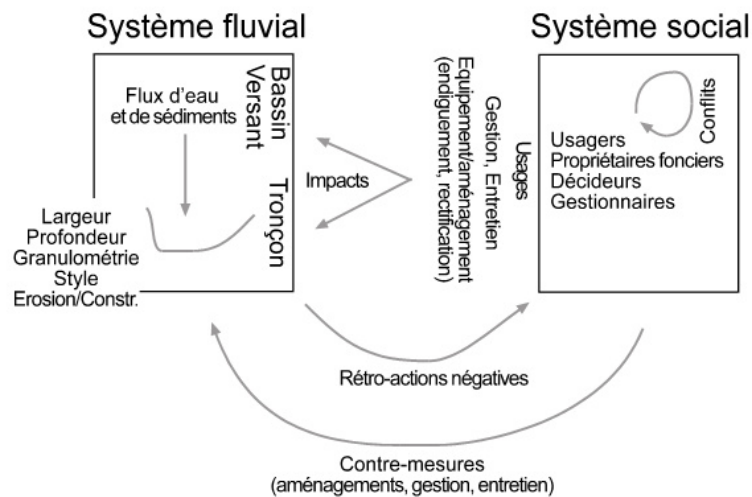 Système fluvial
Système social
Bassin
Versant
Flux d'eau
et de sédiments
Tronçon
Largeur
Profondeur
Granulométrie
Style
Erosion/Constr.
Impacts
Usages
Gestion, Entretien
Equipement/aménagement
(endiguement, rectification)
Conflits
Usagers
Propriétaires fonciers
Décideurs
Gestionnaires
Rétro-actions négatives
Contre-mesures
(aménagements, gestion, entretien)